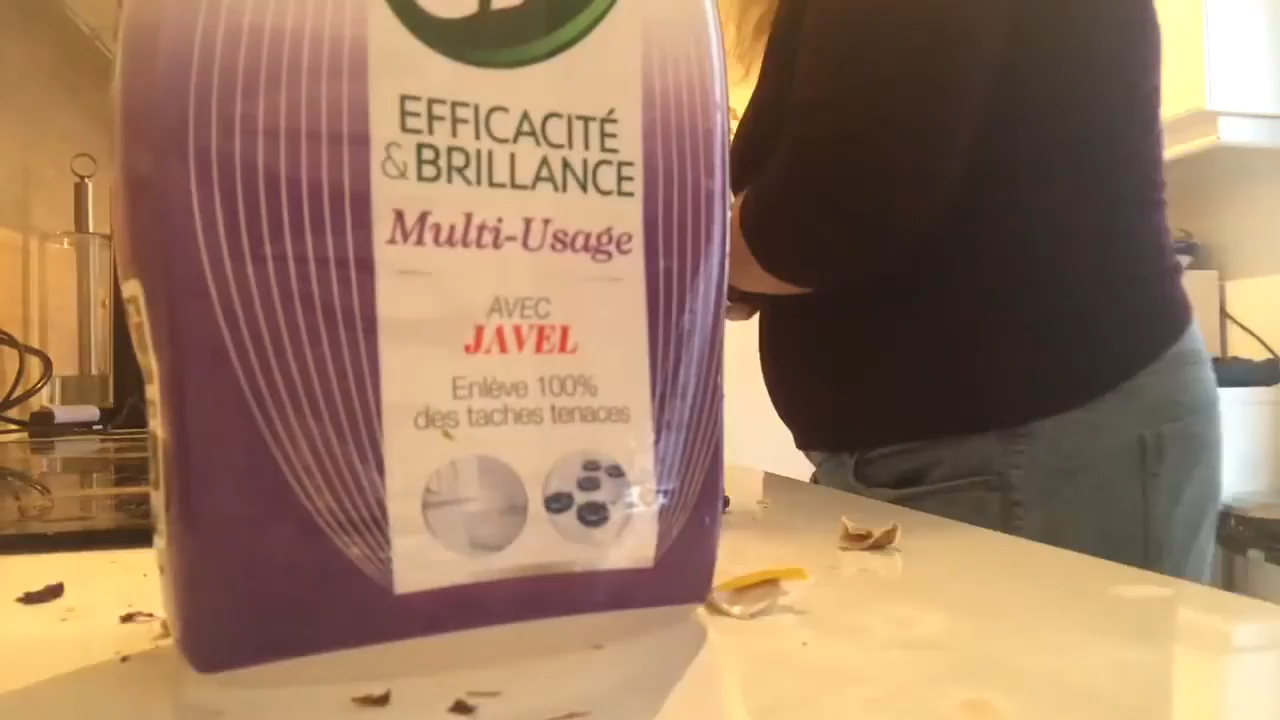 EFFICACITÉ
&BRILLANCE
Multi-Usage
AVEC
JAVEL
Enlève 100%
des taches tenaces